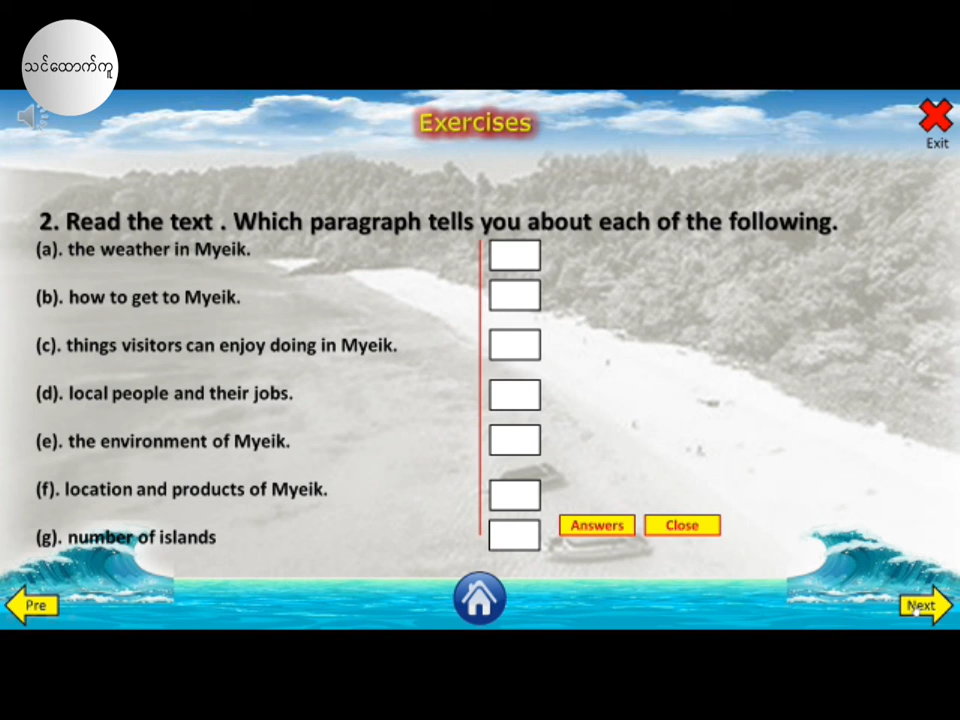 သင်ထောက်ကူ
Exercises
Exit
2. Read the text . Which paragraph tells you about each of the following.
(a). the weather in Myeik.
(b). how to get to Myeik.
(c). things visitors can enjoy doing in Myeik.
(d). local people and their jobs.
(e). the environment of Myeik.
(f). location and products of Myeik.
(g). number of islands
Answers
Close
Pre
Next